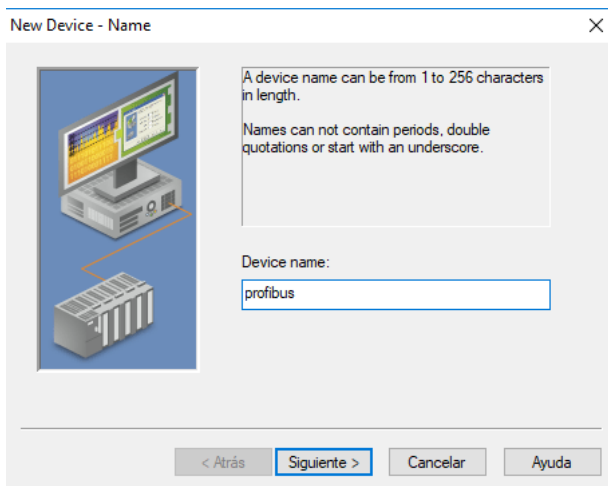 New Device - Name
A device name can be from 1 to 256 characters
in length.
Names can not contain periods, double
quotations or start with an underscore.
Device name:
profibus
< Atrás
Siguiente >
Cancelar
Ayuda